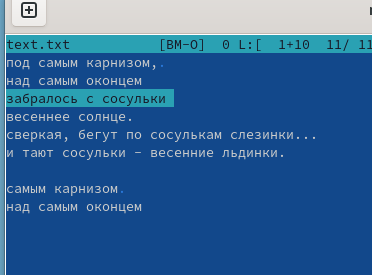 text.txt [BM-O] 0 L:[ 1+10 11/ 11
под самым карнизом,.
над самым оконцем
забралось с сосульки
весеннее солнце.
сверкая, бегут по сосулькам слезинки...
и тают сосульки - весенние льдинки.
самым карнизом.
над самым оконцем